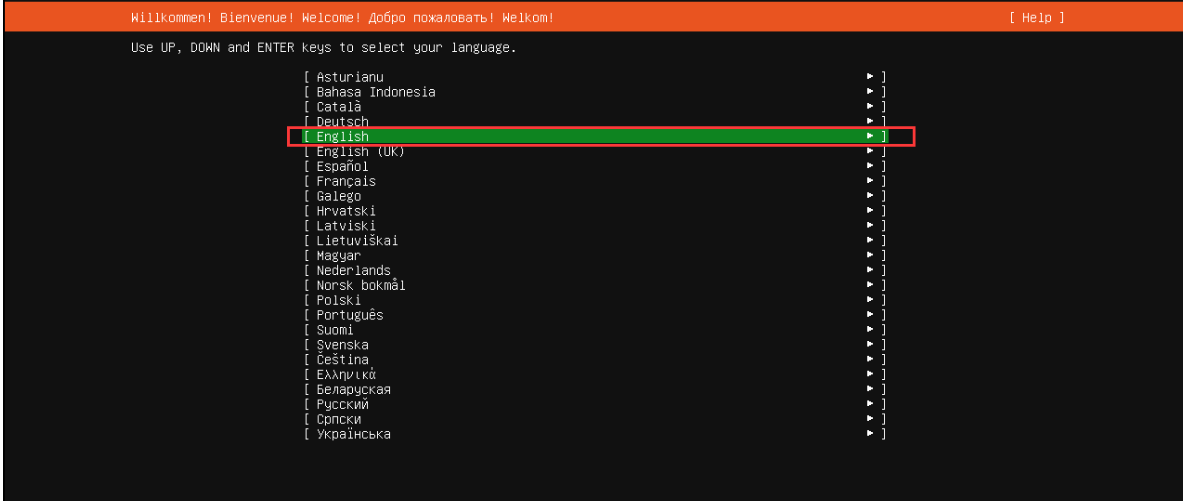 Willkommen! Bienvenue! Welcome! Добро пожаловать! Welkom! [ Help ]
Use UP, DOWN and ENTER keys to select your language.
[ Asturianu ► ]
[ Bahasa Indonesia ► ]
[ Català ► ]
[ Deutsch ► ]
[ English ► ]
[ English (UK) ► ]
[ Español ► ]
[ Français ► ]
[ Galego ► ]
[ Hrvatski ► ]
[ Latviski ► ]
[ Lietuviškai ► ]
[ Magyar ► ]
[ Nederlands ► ]
[ Norsk bokmål ► ]
[ Polski ► ]
[ Português ► ]
[ Suomi ► ]
[ Svenska ► ]
[ Čeština ► ]
[ Ελληνικά ► ]
[ Беларуская ► ]
[ Русский ► ]
[ Српски ► ]
[ Українська ► ]